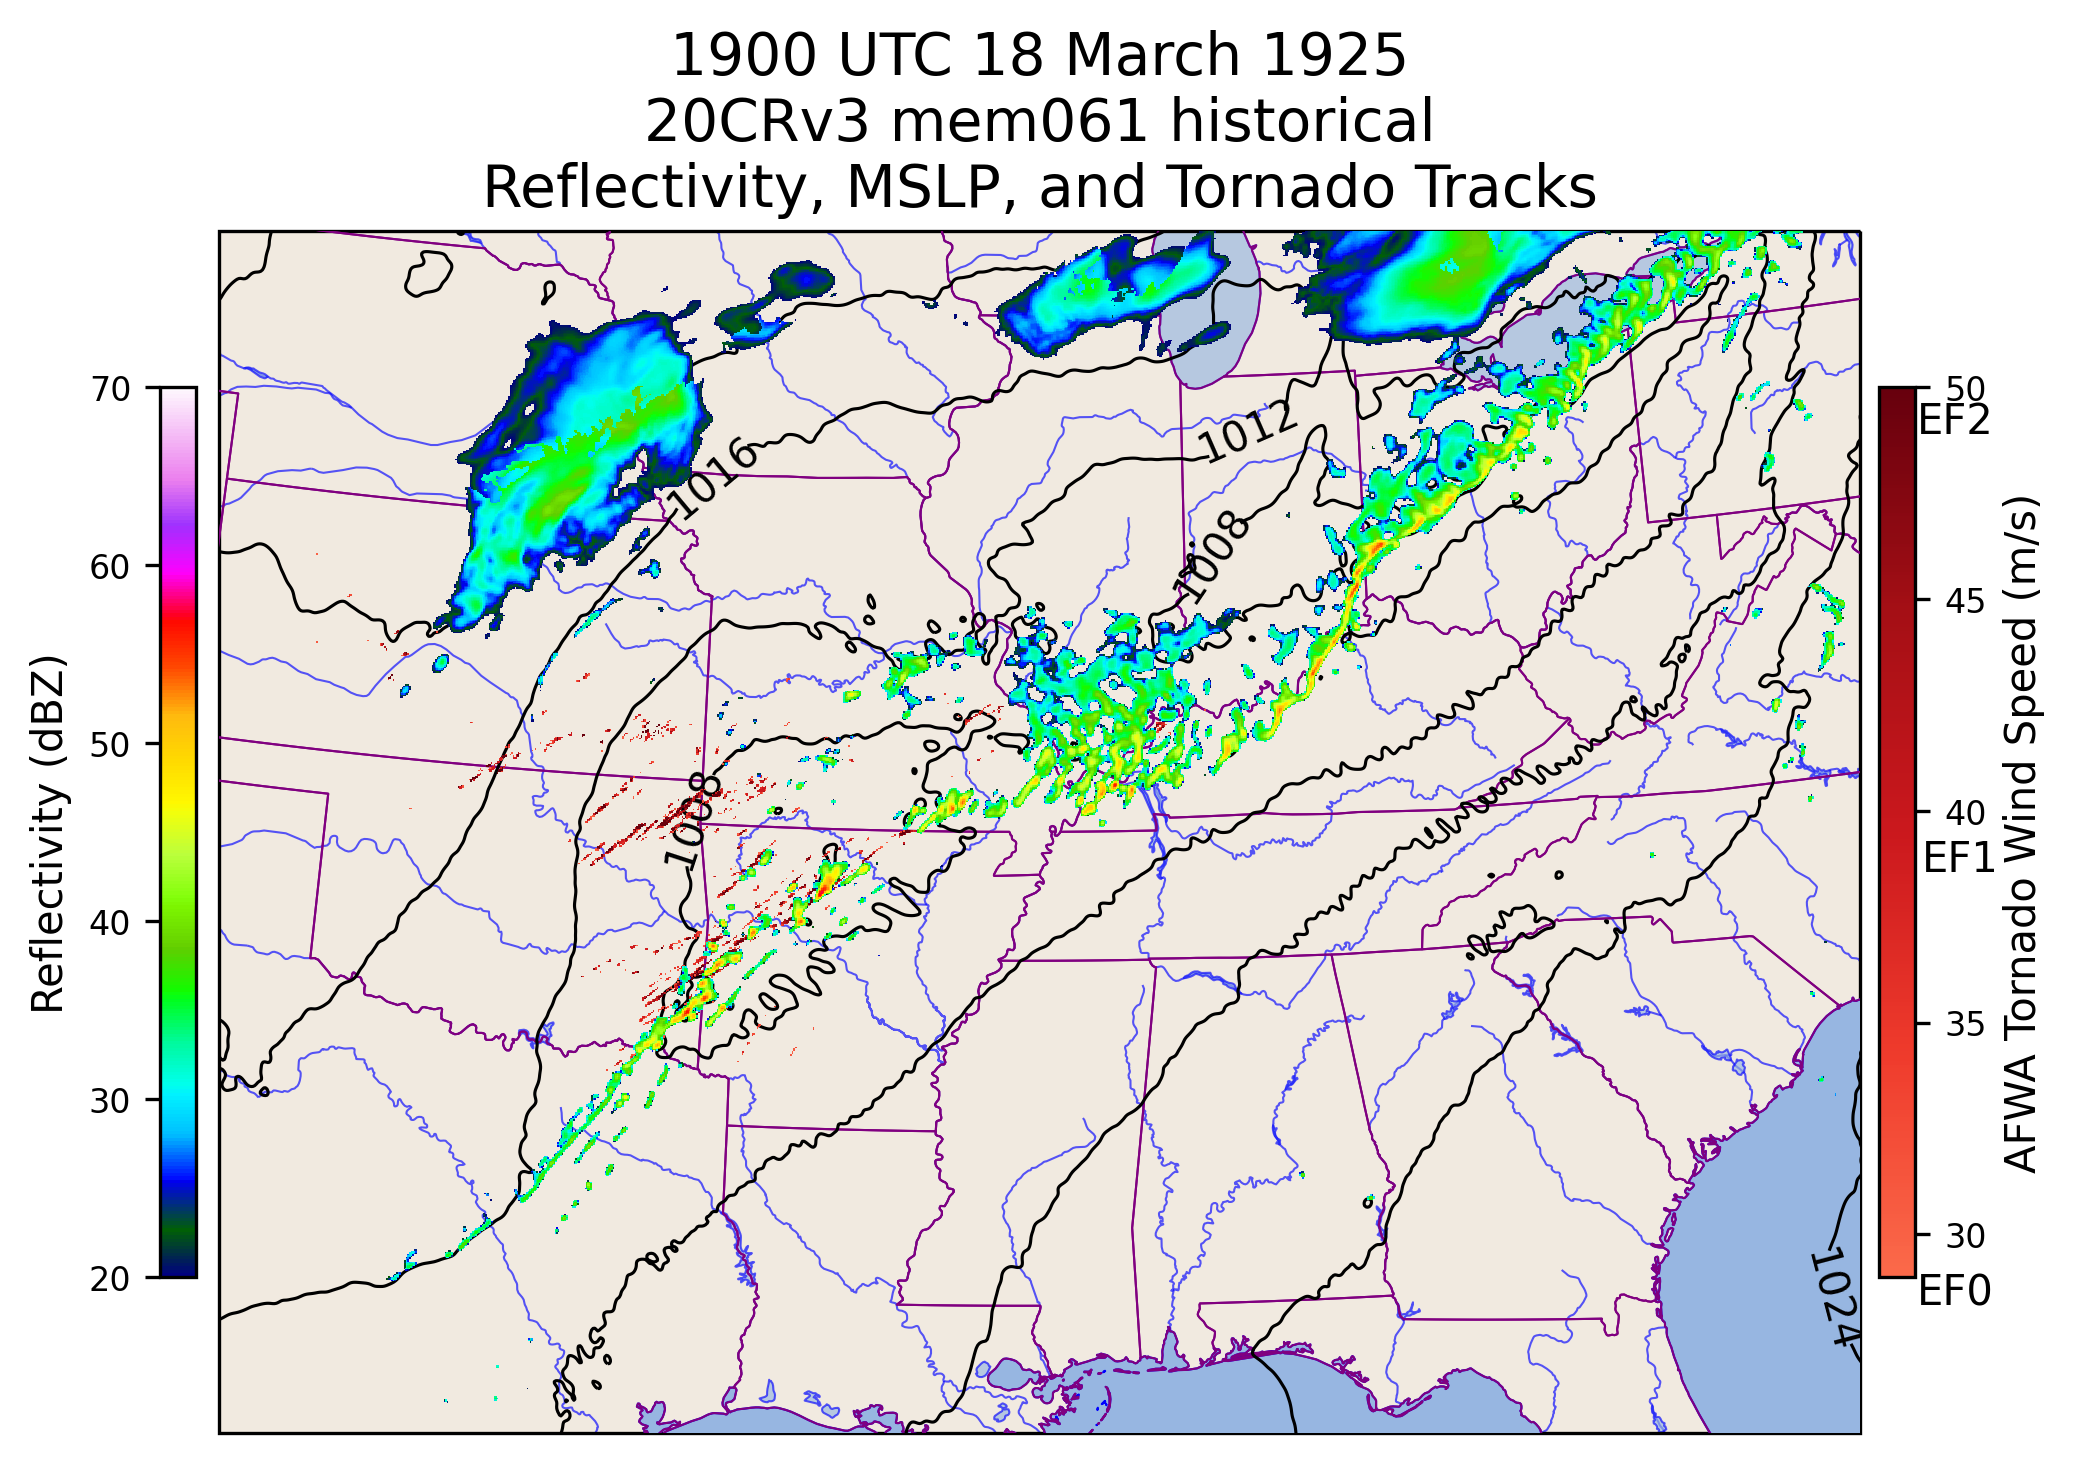 1900 UTC 18 March 1925
20CRv3 mem061 historical
Reflectivity, MSLP, and Tornado Tracks
70
60
50
40
30
20
Reflectivity (dBZ)
1016
1012
1008
1008
1024
50
EF2
45
40
EF1
35
30
EF0
AFWA Tornado Wind Speed (m/s)